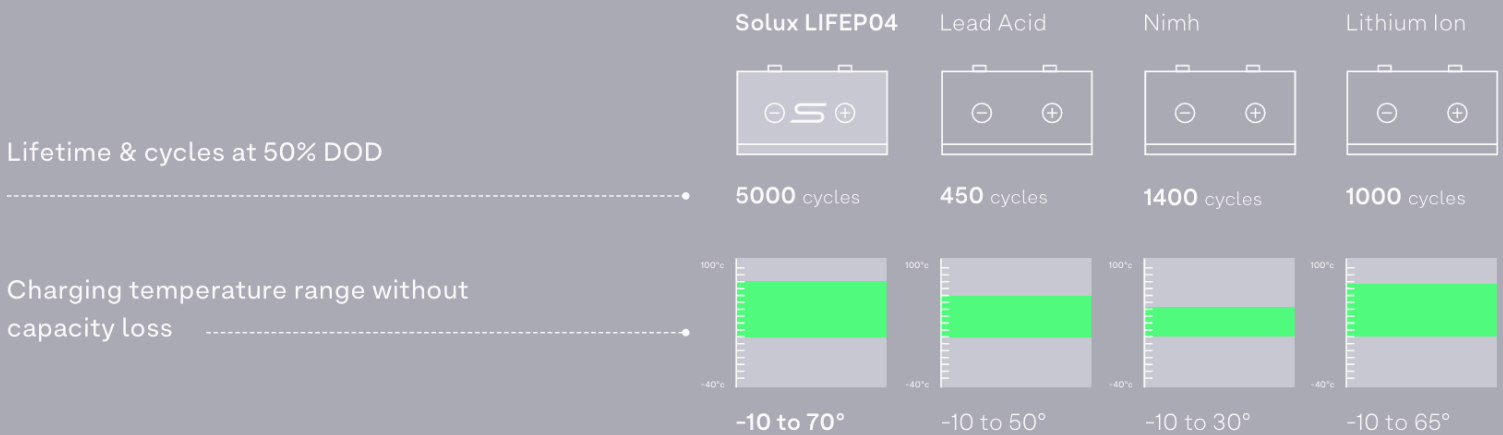 Solux LIFEP04 Lead Acid Nimh Lithium Ion
Lifetime & cycles at 50% DOD
5000 cycles 450 cycles 1400 cycles 1000 cycles
100°c 100°c 100°c 100°c
Charging temperature range without
capacity loss
-40°c -40°c -40°c -40°c
-10 to 70° -10 to 50° -10 to 30° -10 to 65°